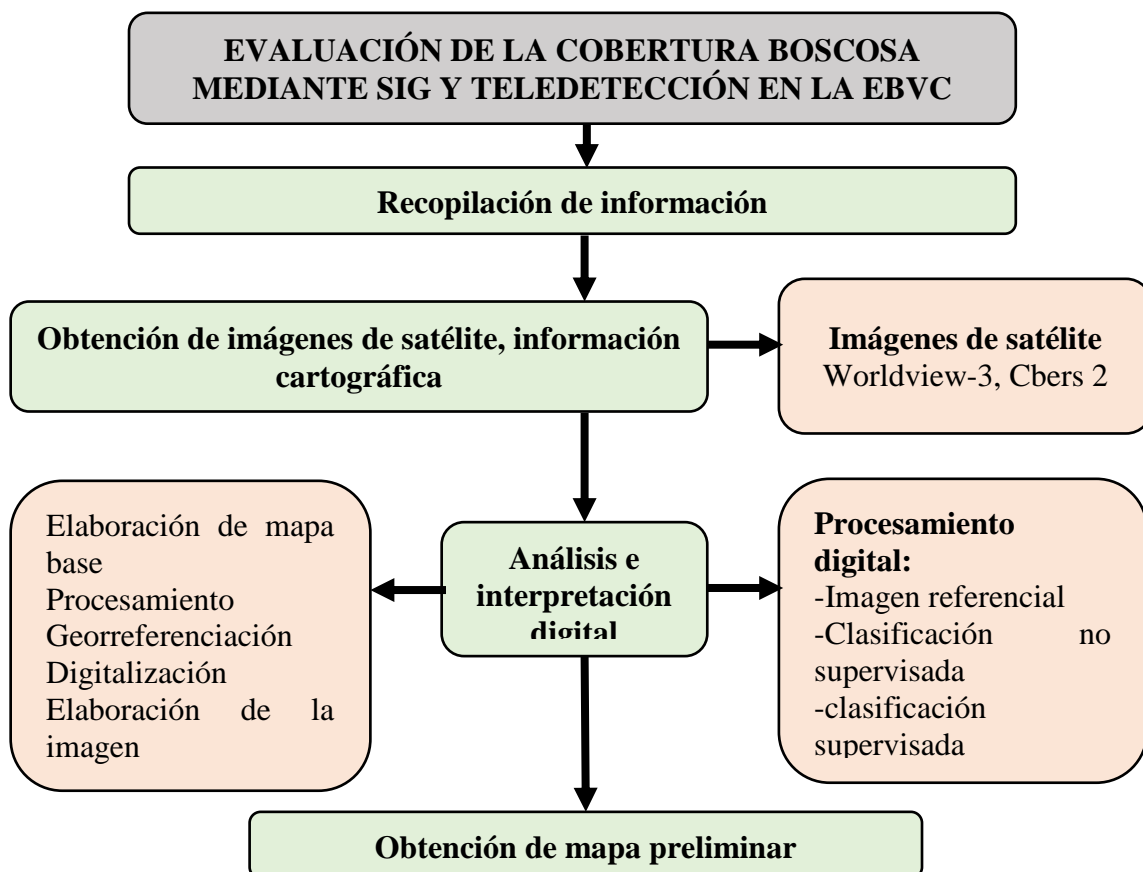 EVALUACIÓN DE LA COBERTURA BOSCOSA
MEDIANTE SIG Y TELEDETECCIÓN EN LA EBVC
Recopilación de información
Obtención de imágenes de satélite, información
cartográfica
Imágenes de satélite
Worldview-3, Cbers 2
Elaboración de mapa
base
Procesamiento
Georreferenciación
Digitalización
Elaboración de la
imagen
Análisis e
interpretación
digital
Procesamiento
digital:
-Imagen referencial
-Clasificación no
supervisada
-clasificación
supervisada
Obtención de mapa preliminar